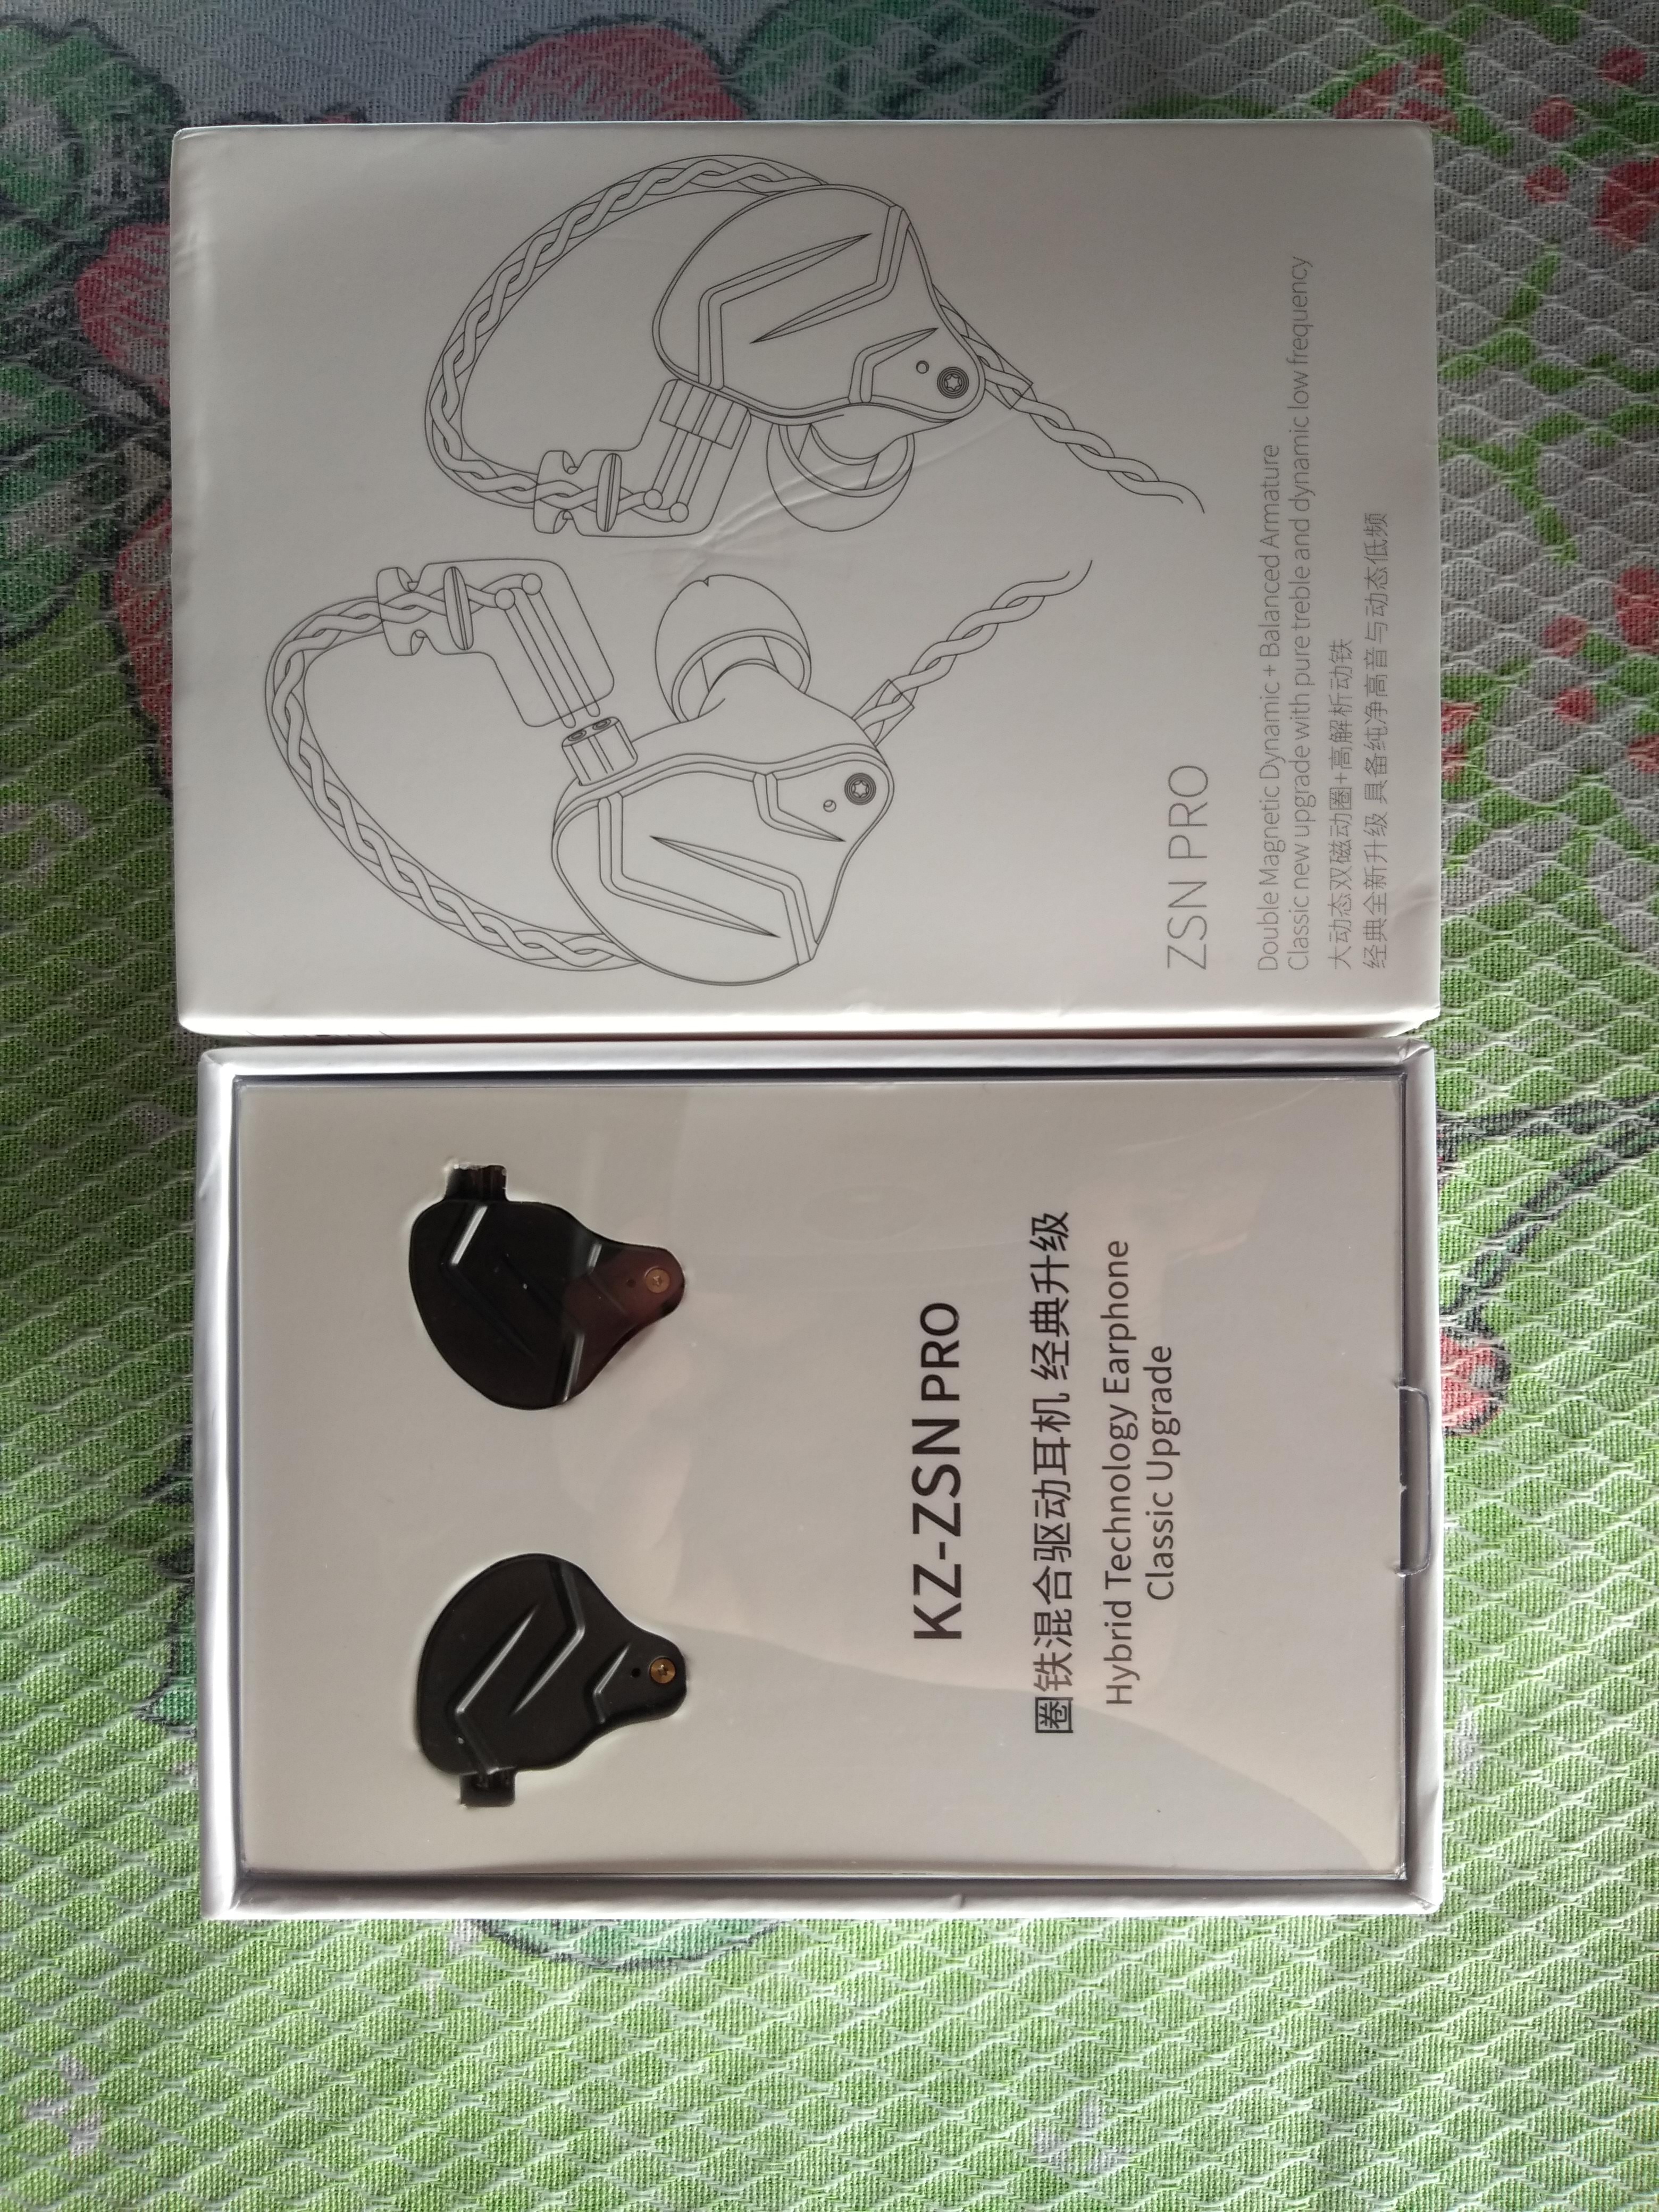 ZSN PRO
Double Magnetic Dynamic + Balanced Armature
Classic new upgrade with pure treble and dynamic low frequency
大动态双磁动圈+高解析动铁
经典全新升级 具备纯净高音与动态低频
KZ-ZSN PRO
圈铁混合驱动耳机 经典升级
Hybrid Technology Earphone
Classic Upgrade